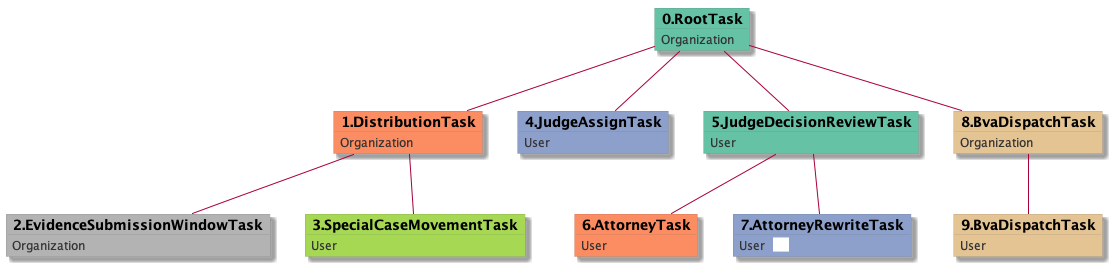 0.RootTask
Organization
1.DistributionTask
Organization
4.JudgeAssignTask
User
5.JudgeDecisionReviewTask
User
8.BvaDispatchTask
Organization
2.EvidenceSubmissionWindowTask
Organization
3.SpecialCaseMovementTask
User
6.AttorneyTask
User
7.AttorneyRewriteTask
User
9.BvaDispatchTask
User